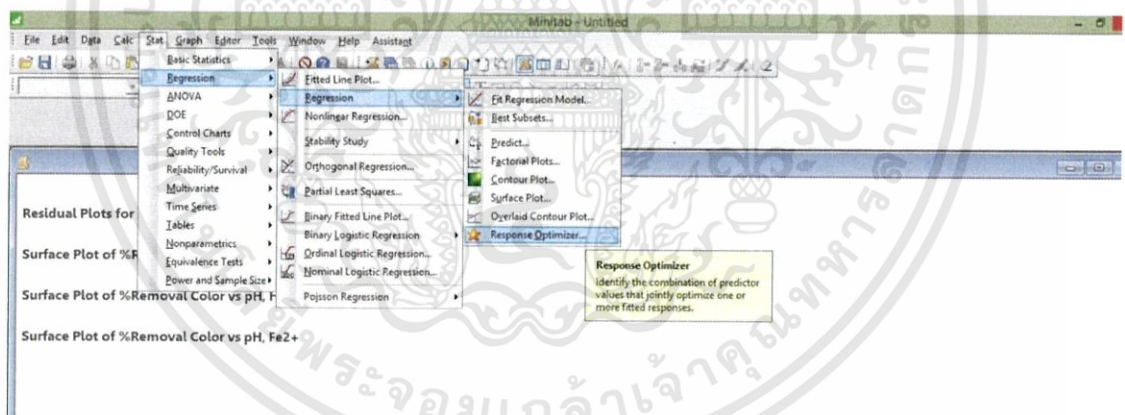 Minitab - Untitled
File Edit Data Calc Stat Graph Editor Tools Window Help Assistant
Basic Statistics
Regression
ANOVA
DOE
Control Charts
Quality Tools
Reliability/Survival
Multivariate
Time Series
Tables
Nonparametrics
Equivalence Tests
Power and Sample Size
Fitted Line Plot...
Regression
Nonlinear Regression...
Stability Study
Orthogonal Regression...
Partial Least Squares...
Binary Fitted Line Plot...
Binary Logistic Regression
Ordinal Logistic Regression...
Nominal Logistic Regression...
Poisson Regression
Fit Regression Model...
Best Subsets...
Predict...
Factorial Plots...
Contour Plot...
Surface Plot...
Overlaid Contour Plot...
Response Optimizer...
Response Optimizer
Identify the combination of predictor
values that jointly optimize one or
more fitted responses.
Residual Plots for
Surface Plot of %R
Surface Plot of %Removal Color vs pH, H
Surface Plot of %Removal Color vs pH, Fe2+